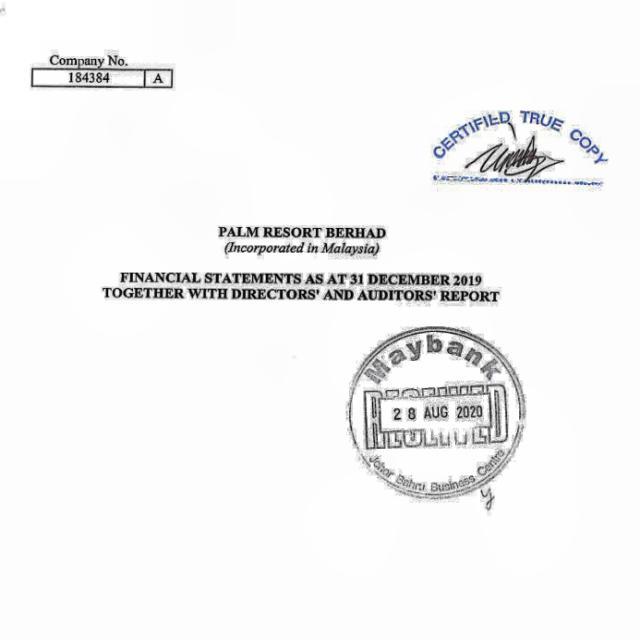 Company No.
184384 A
CERTIFIED TRUE COPY
PALM RESORT BERHAD
(Incorporated in Malaysia)
FINANCIAL STATEMENTS AS AT 31 DECEMBER 2019
TOGETHER WITH DIRECTORS' AND AUDITORS' REPORT
Maybank
RECEIVED
28 AUG 2020
Johor Bahru Business Centre